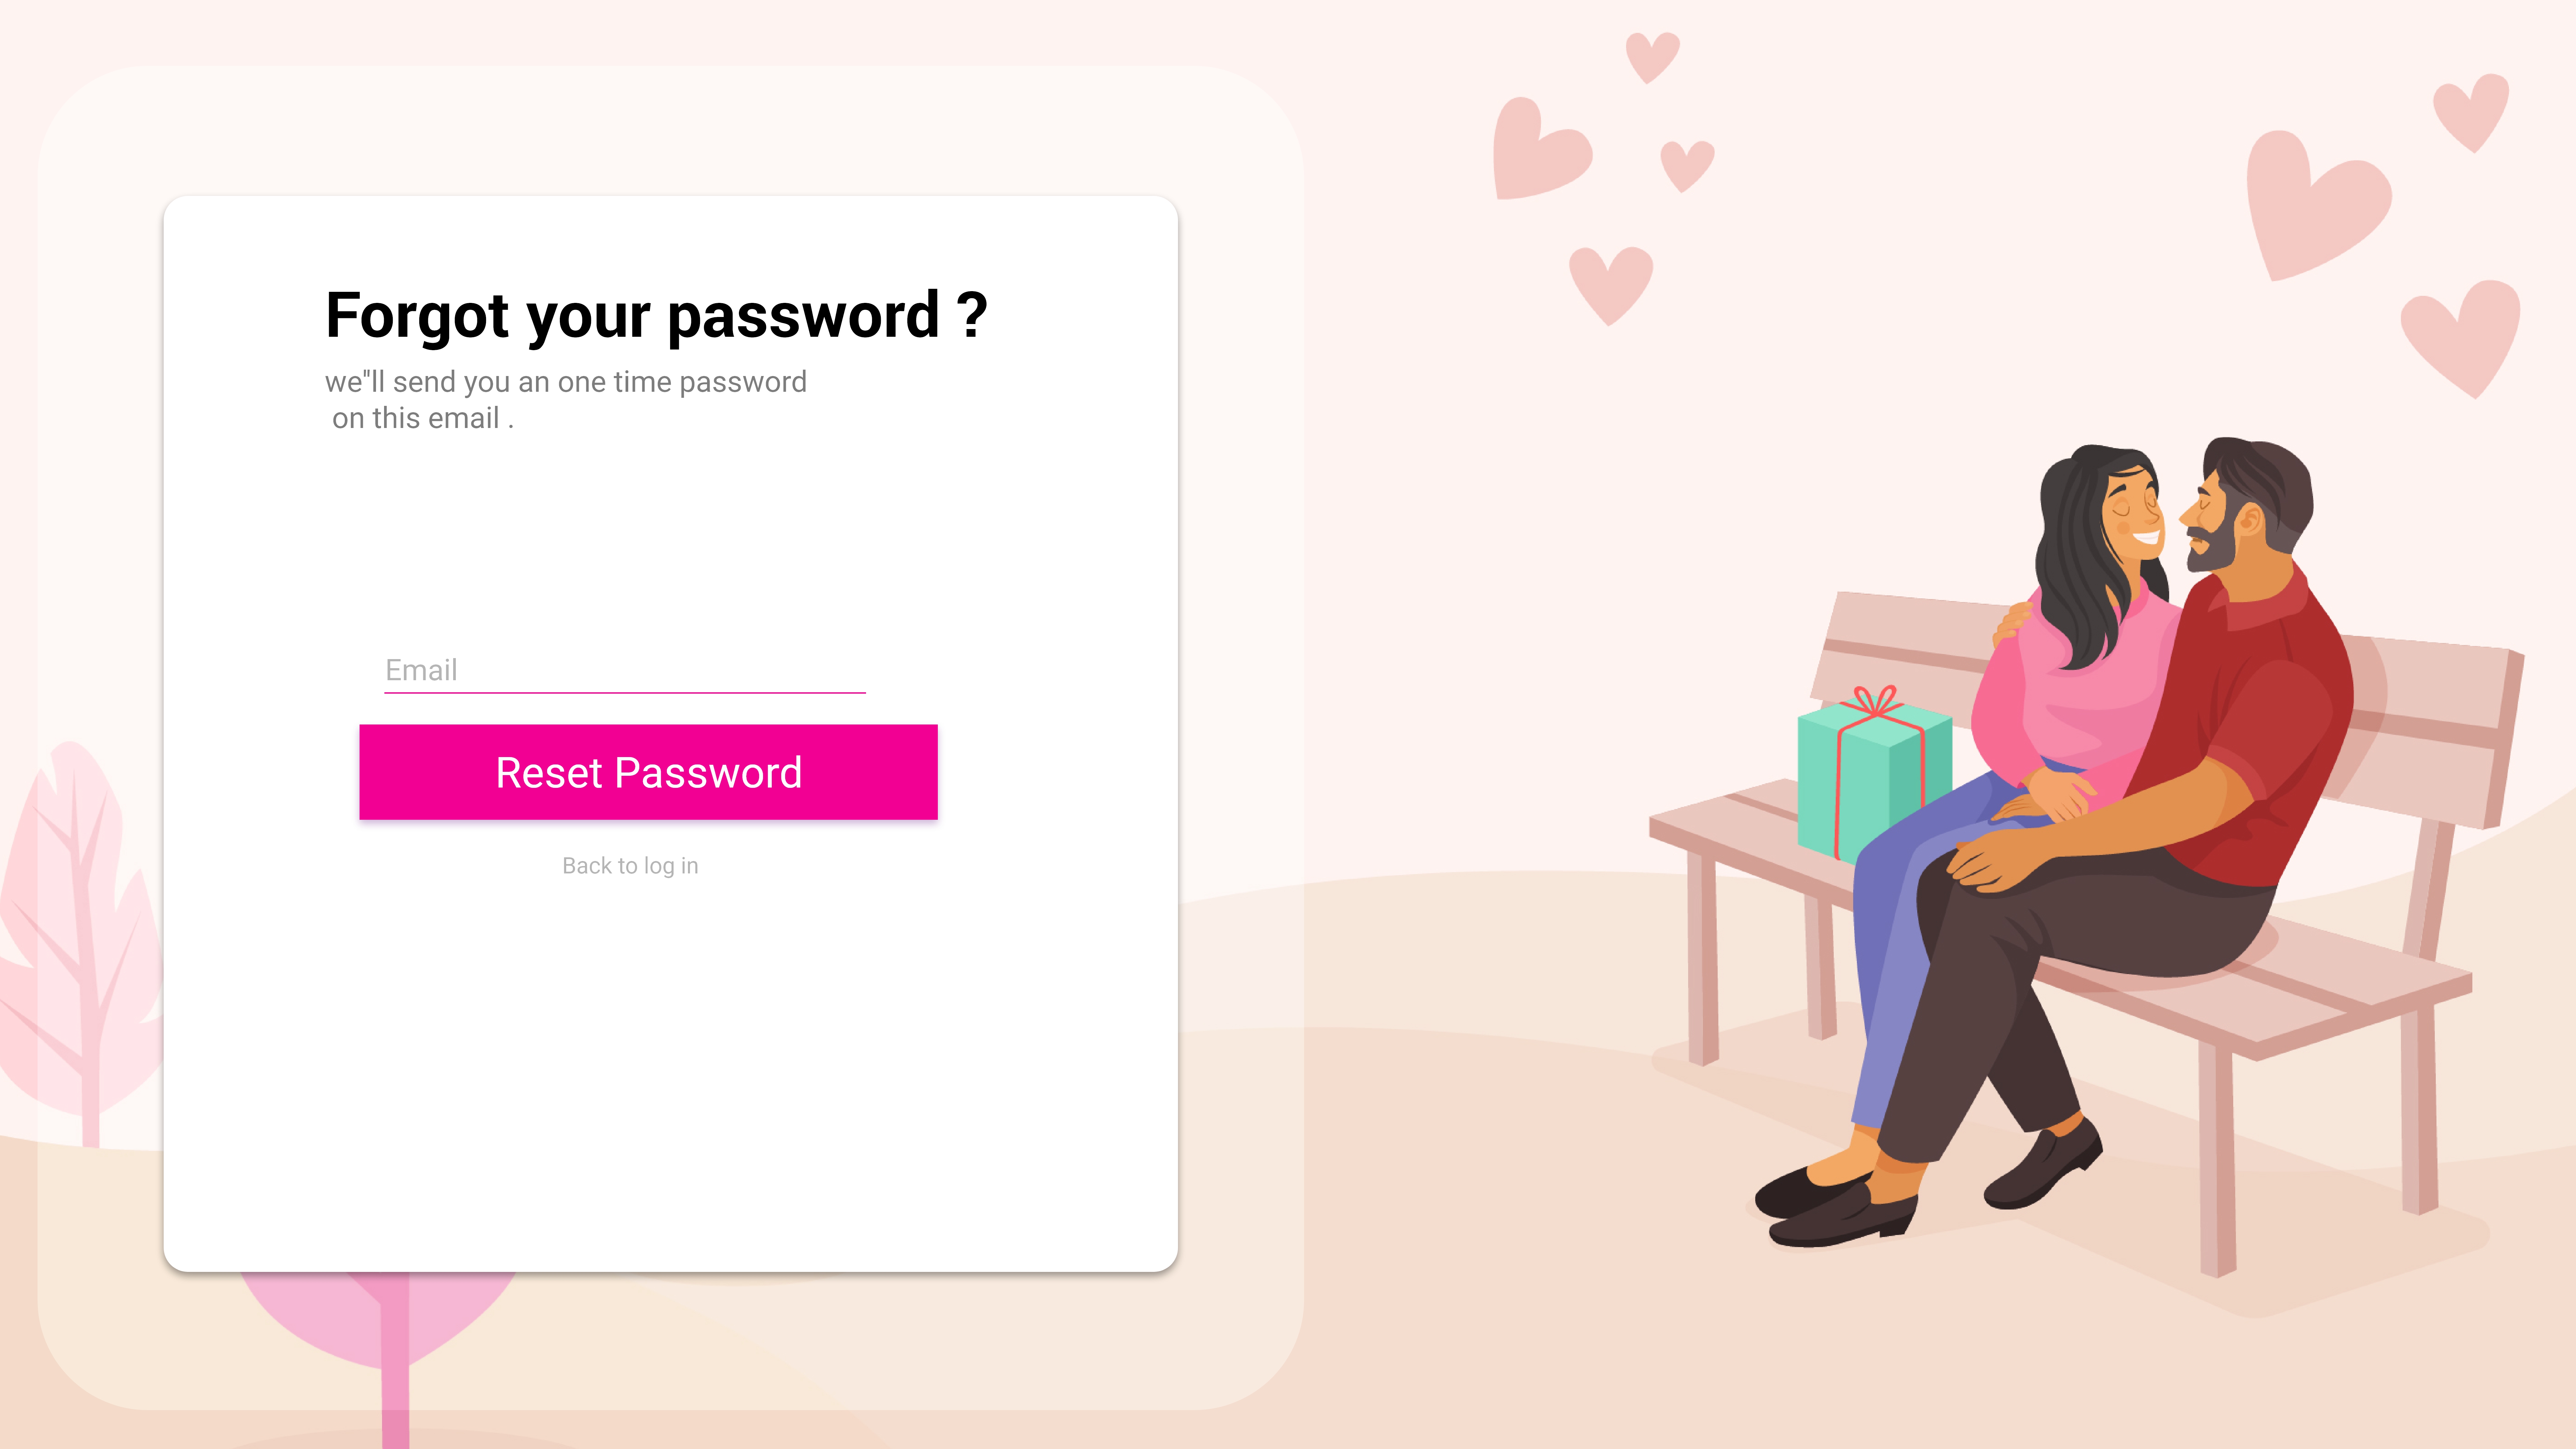 Forgot your password ?
we"ll send you an one time password
on this email .
Email
Reset Password
Back to log in